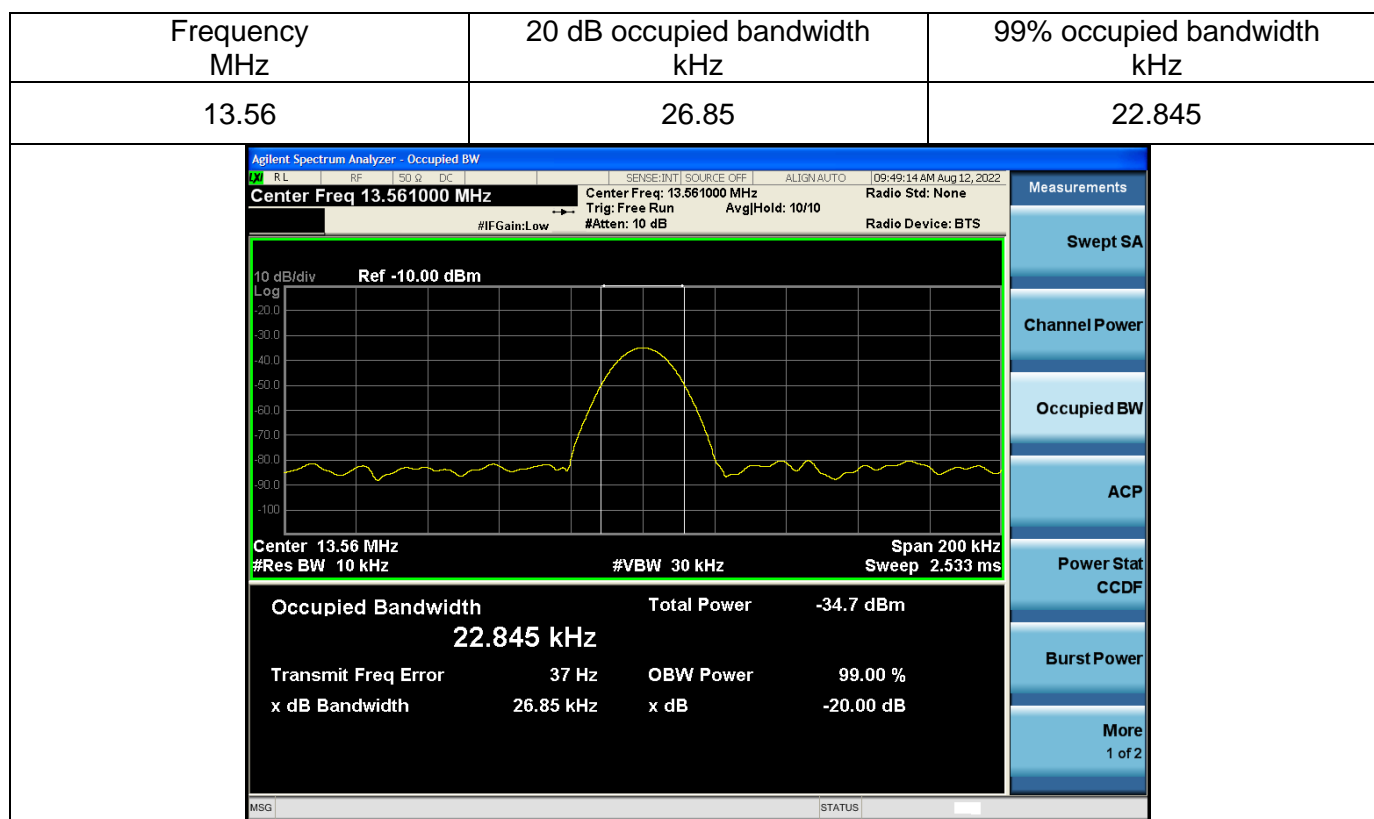 Frequency 20 dB occupied bandwidth 99% occupied bandwidth
MHz kHz kHz
13.56 26.85 22.845
Agilent Spectrum Analyzer - Occupied BW
LXI RL RF 50 Ω DC SENSE:INT SOURCE OFF ALIGN AUTO 09:49:14 AM Aug 12, 2022
Center Freq 13.561000 MHz Center Freq: 13.561000 MHz Radio Std: None
Trig: Free Run Avg|Hold: 10/10
#IFGain:Low #Atten: 10 dB Radio Device: BTS
10 dB/div Ref -10.00 dBm
Log
-20.0
-30.0
-40.0
-50.0
-60.0
-70.0
-80.0
-90.0
-100
Center 13.56 MHz Span 200 kHz
#Res BW 10 kHz #VBW 30 kHz Sweep 2.533 ms
Occupied Bandwidth Total Power -34.7 dBm
22.845 kHz
Transmit Freq Error 37 Hz OBW Power 99.00 %
x dB Bandwidth 26.85 kHz x dB -20.00 dB
MSG STATUS
Measurements
Swept SA
Channel Power
Occupied BW
ACP
Power Stat
CCDF
Burst Power
More
1 of 2